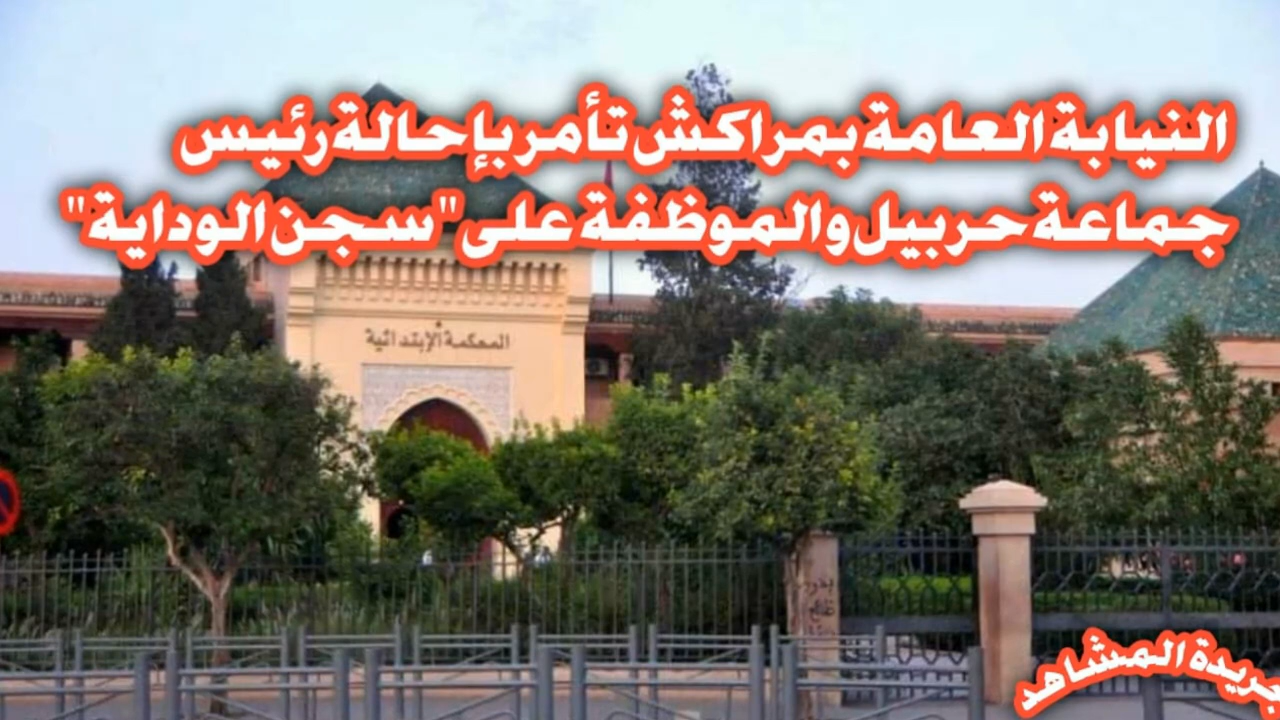 النيابة العامة بمراكش تأمر بإحالة رئيس
جماعة حربيل والموظفة على "سجن الوداية"
المحكمة الإبتدائية
جريدة المشاهد